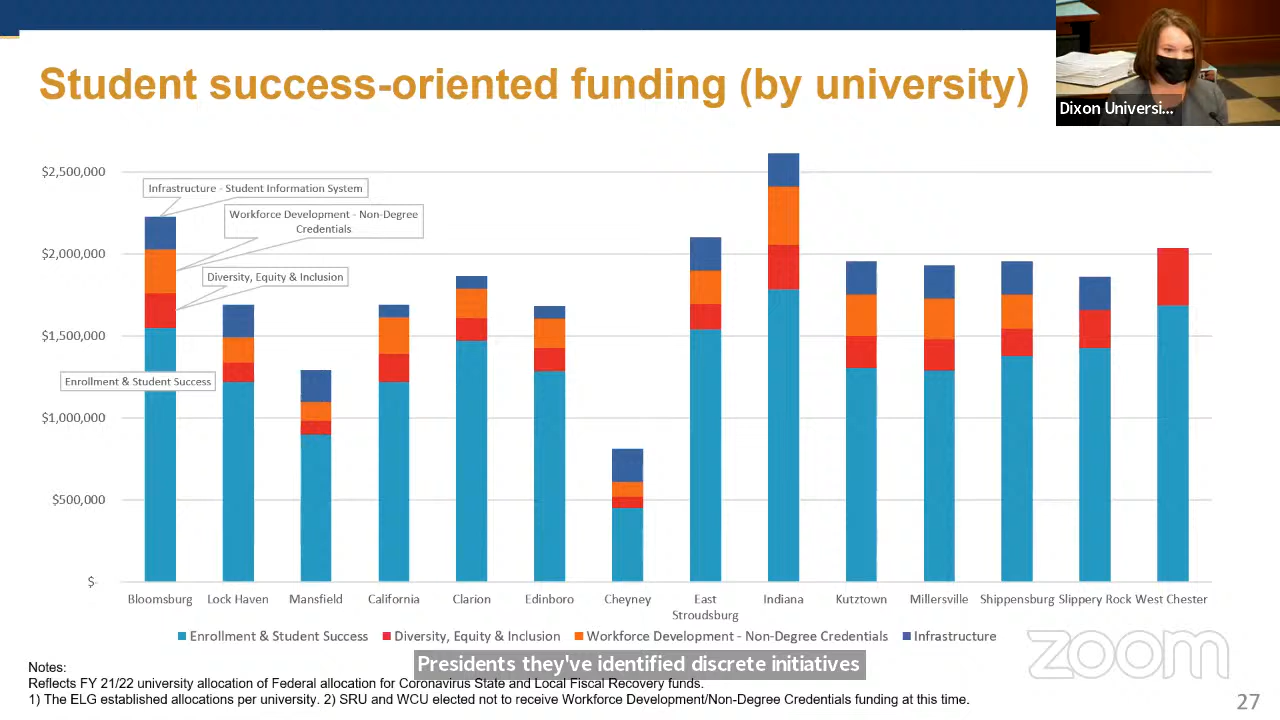 Student success-oriented funding (by university)
Dixon Universi...
$2,500,000
$2,000,000
$1,500,000
$1,000,000
$500,000
$-
Infrastructure - Student Information System
Workforce Development - Non-Degree
Credentials
Diversity, Equity & Inclusion
Enrollment & Student Success
Bloomsburg Lock Haven Mansfield California Clarion Edinboro Cheyney East Stroudsburg Indiana Kutztown Millersville Shippensburg Slippery Rock West Chester
Enrollment & Student Success Diversity, Equity & Inclusion Workforce Development - Non-Degree Credentials Infrastructure
Presidents they've identified discrete initiatives
zoom
Notes:
Reflects FY 21/22 university allocation of Federal allocation for Coronavirus State and Local Fiscal Recovery funds.
1) The ELG established allocations per university. 2) SRU and WCU elected not to receive Workforce Development/Non-Degree Credentials funding at this time.
27